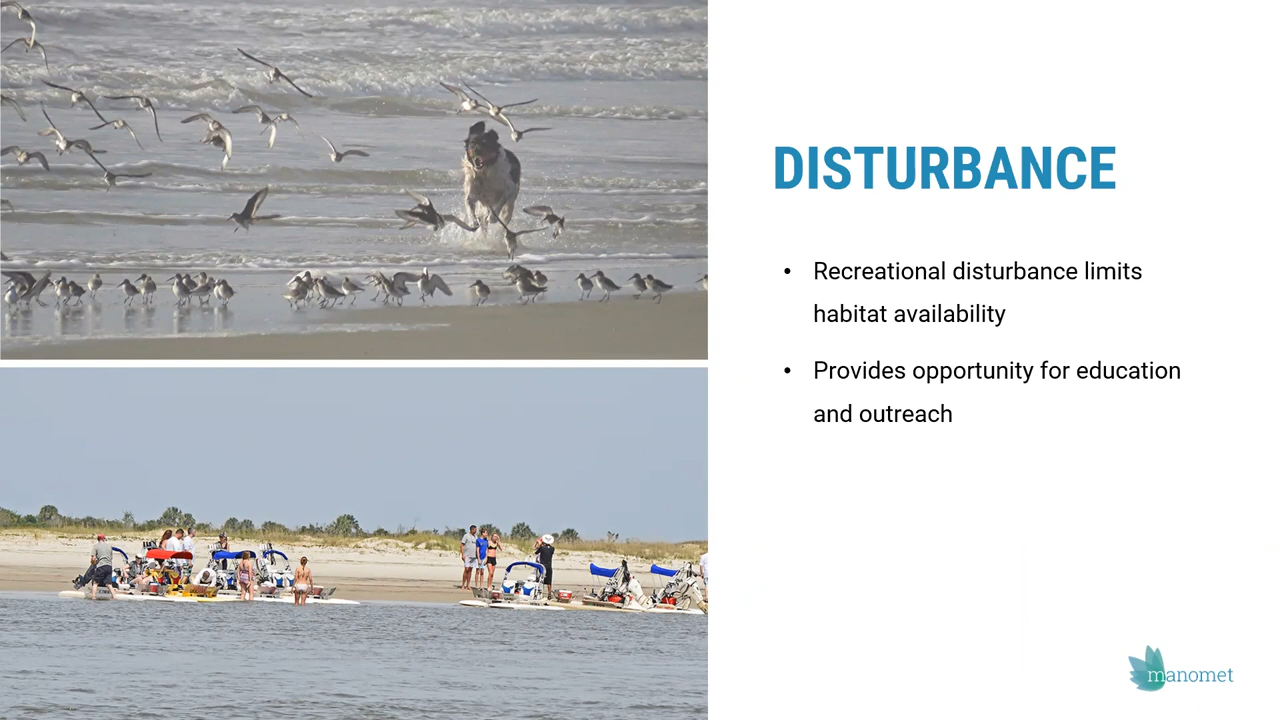 DISTURBANCE
• Recreational disturbance limits
habitat availability
• Provides opportunity for education
and outreach
manomet